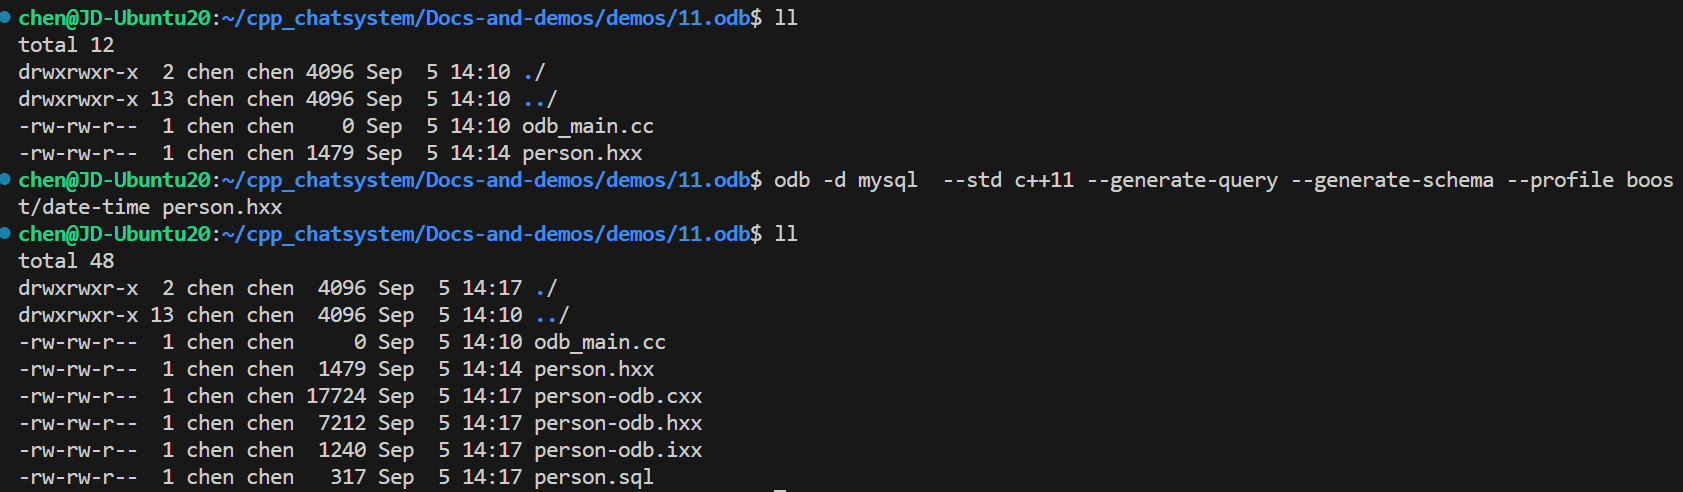 chen@JD-Ubuntu20:~/cpp_chatsystem/Docs-and-demos/demos/11.odb$ ll
total 12
drwxrwxr-x  2 chen chen 4096 Sep  5 14:10 ./
drwxrwxr-x 13 chen chen 4096 Sep  5 14:10 ../
-rw-rw-r--  1 chen chen    0 Sep  5 14:10 odb_main.cc
-rw-rw-r--  1 chen chen 1479 Sep  5 14:14 person.hxx
chen@JD-Ubuntu20:~/cpp_chatsystem/Docs-and-demos/demos/11.odb$ odb -d mysql  --std c++11 --generate-query --generate-schema --profile boos
t/date-time person.hxx
chen@JD-Ubuntu20:~/cpp_chatsystem/Docs-and-demos/demos/11.odb$ ll
total 48
drwxrwxr-x  2 chen chen  4096 Sep  5 14:17 ./
drwxrwxr-x 13 chen chen  4096 Sep  5 14:10 ../
-rw-rw-r--  1 chen chen     0 Sep  5 14:10 odb_main.cc
-rw-rw-r--  1 chen chen  1479 Sep  5 14:14 person.hxx
-rw-rw-r--  1 chen chen 17724 Sep  5 14:17 person-odb.cxx
-rw-rw-r--  1 chen chen  7212 Sep  5 14:17 person-odb.hxx
-rw-rw-r--  1 chen chen  1240 Sep  5 14:17 person-odb.ixx
-rw-rw-r--  1 chen chen   317 Sep  5 14:17 person.sql